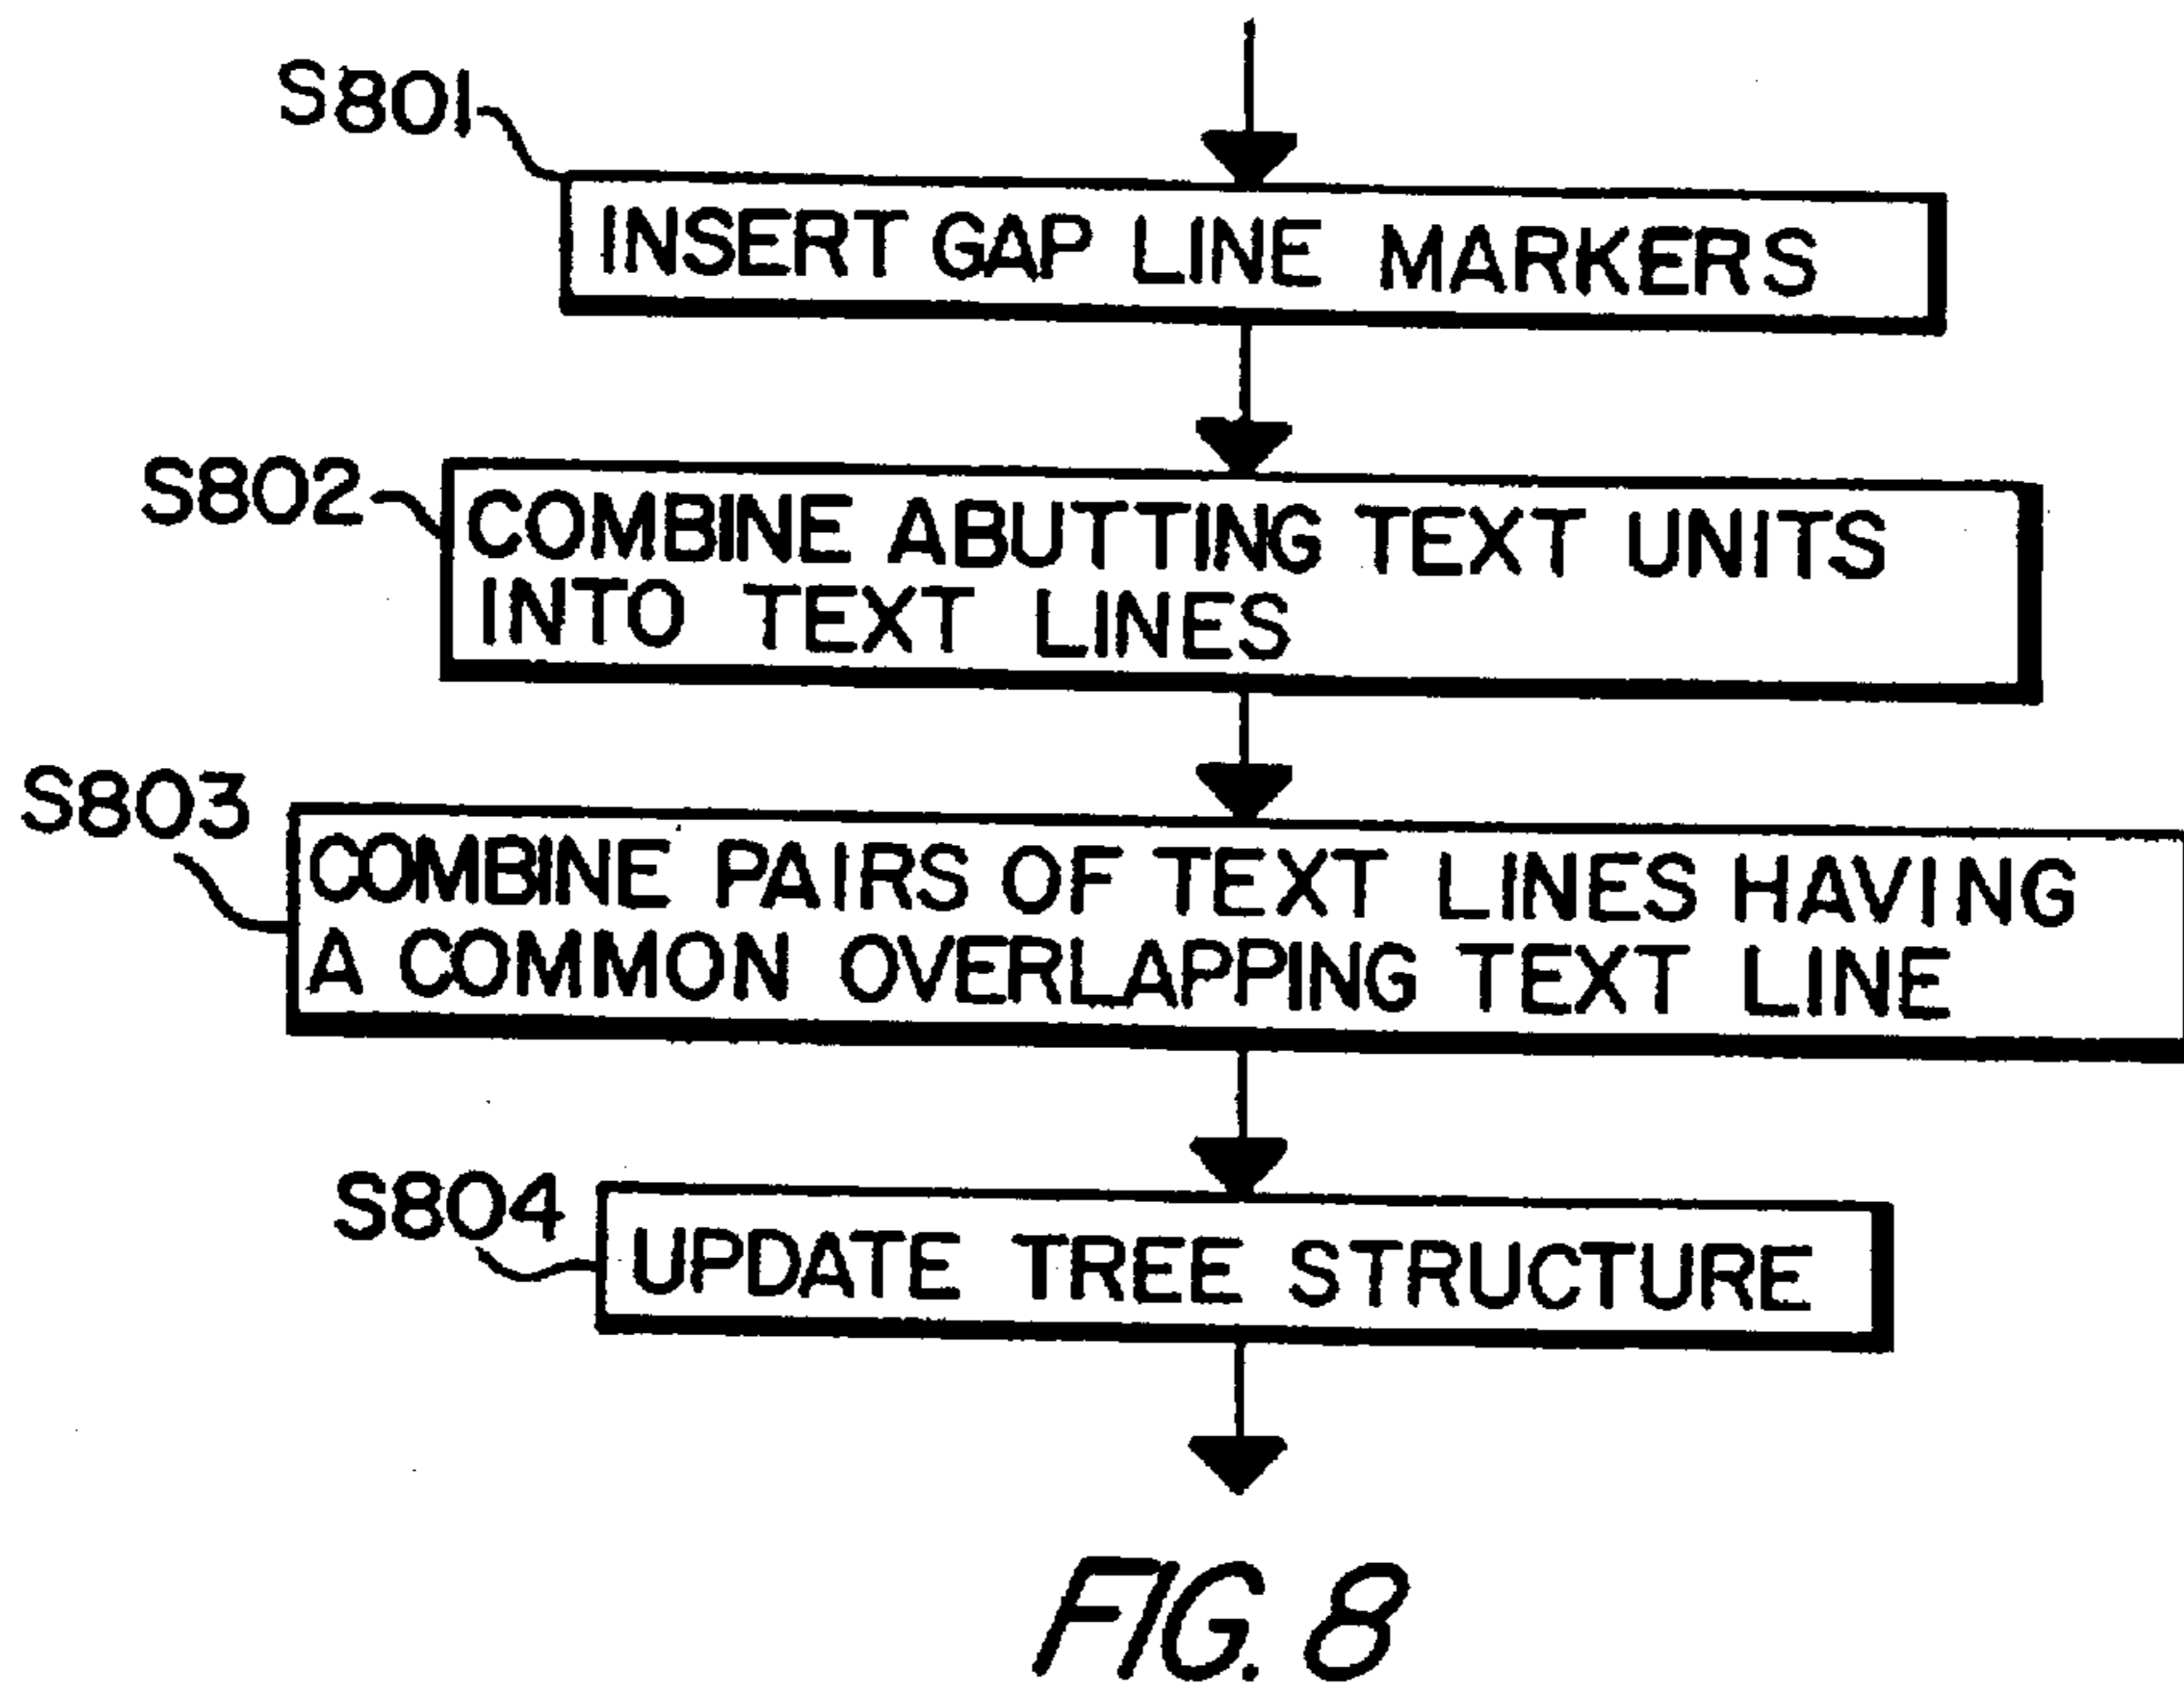 S801
INSERT GAP LINE MARKERS
S802
COMBINE ABUTTING TEXT UNITS
INTO TEXT LINES
S803
COMBINE PAIRS OF TEXT LINES HAVING
A COMMON OVERLAPPING TEXT LINE
S804
UPDATE TREE STRUCTURE
FIG. 8